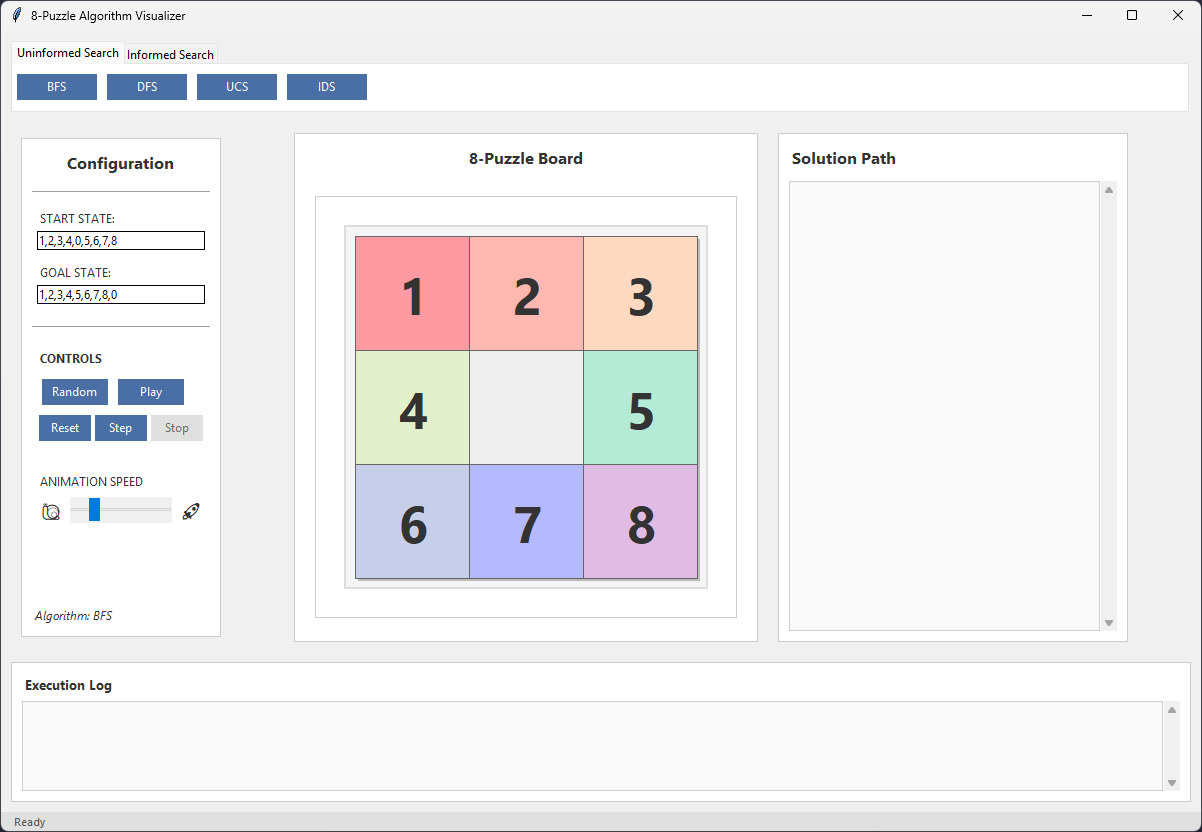 8-Puzzle Algorithm Visualizer
Uninformed Search Informed Search
BFS DFS UCS IDS
Configuration
START STATE:
1,2,3,4,0,5,6,7,8
GOAL STATE:
1,2,3,4,5,6,7,8,0
CONTROLS
Random Play
Reset Step Stop
ANIMATION SPEED
Algorithm: BFS
8-Puzzle Board
1 2 3
4 5
6 7 8
Solution Path
Execution Log
Ready